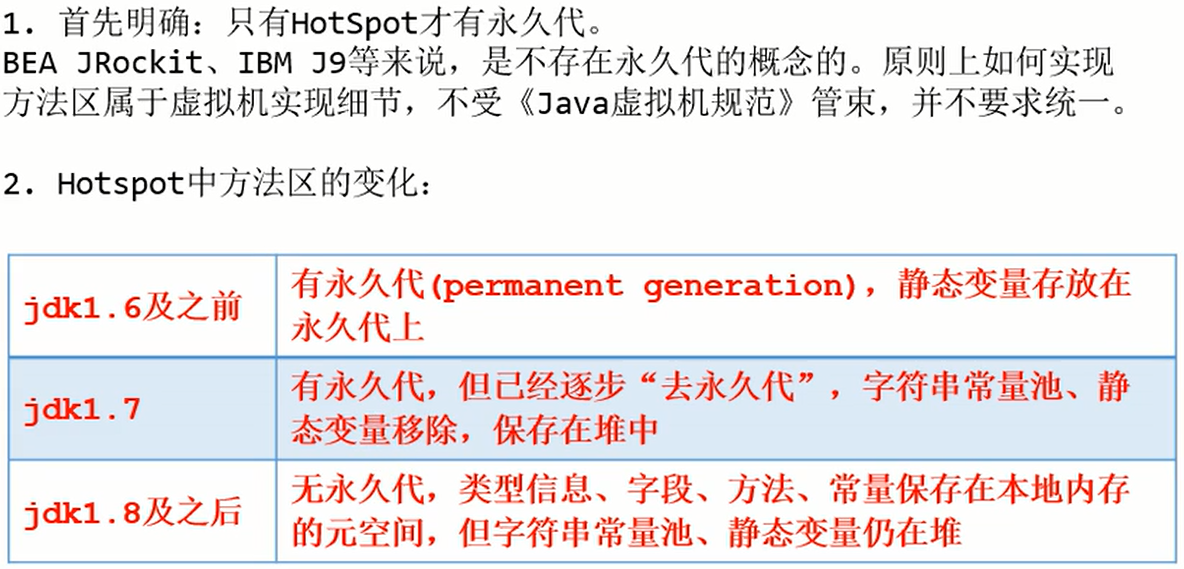 1. 首先明确：只有HotSpot才有永久代。
BEA JRockit、IBM J9等来说，是不存在永久代的概念的。原则上如何实现
方法区属于虚拟机实现细节，不受《Java虚拟机规范》管束，并不要求统一。
2. Hotspot中方法区的变化：
jdk1.6及之前
有永久代(permanent generation)，静态变量存放在
永久代上
jdk1.7
有永久代，但已经逐步“去永久代”，字符串常量池、静
态变量移除，保存在堆中
jdk1.8及之后
无永久代，类型信息、字段、方法、常量保存在本地内存
的元空间，但字符串常量池、静态变量仍在堆